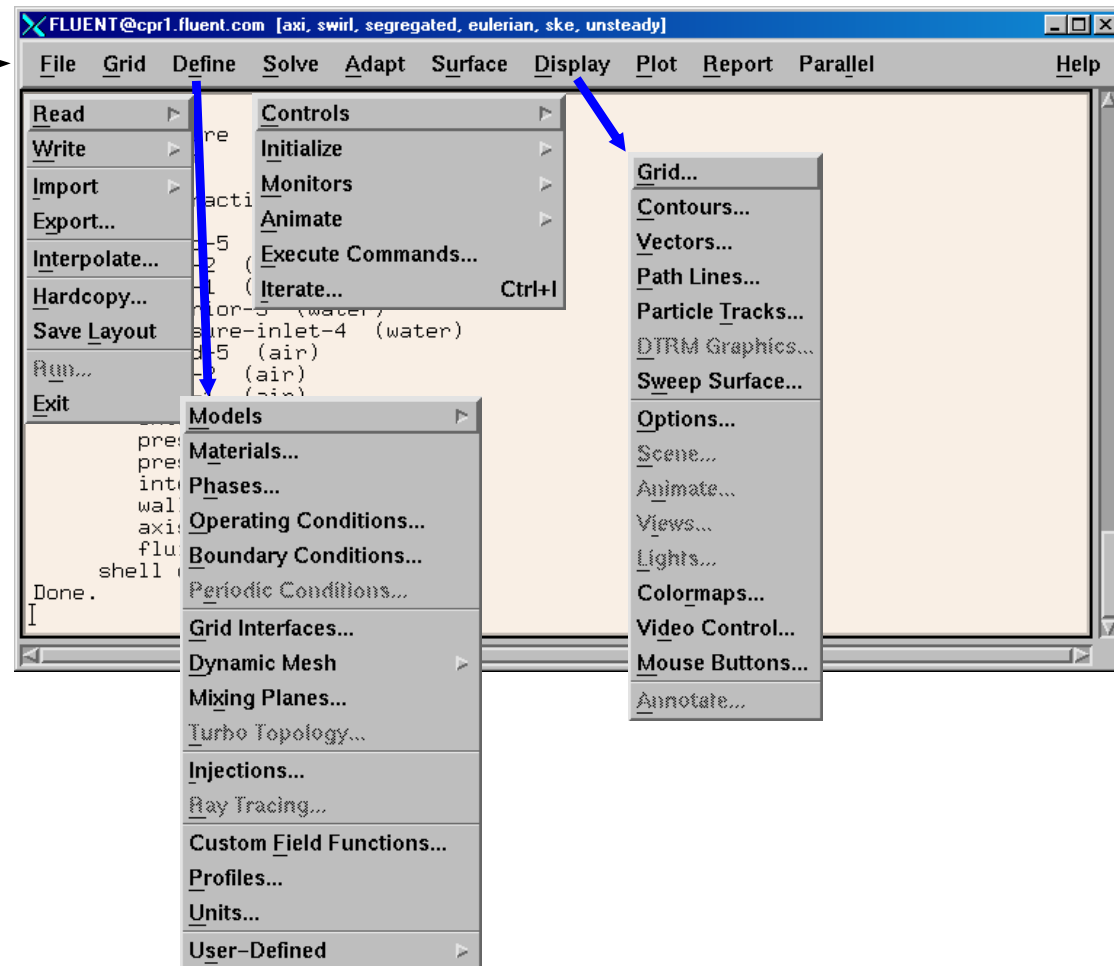 FLUENT@cpr1.fluent.com [axi, swirl, segregated, eulerian, ske, unsteady]
File Grid Define Solve Adapt Surface Display Plot Report Parallel Help
Read
Write
Import
Export...
Interpolate...
Hardcopy...
Save Layout
Run...
Exit
Controls
Initialize
Monitors
Animate
Execute Commands...
Iterate... Ctrl+I
(water)
sure-inlet-4 (water)
d-5 (air)
(air)
(air)
shell
Done.
Models
Materials...
Phases...
Operating Conditions...
Boundary Conditions...
Periodic Conditions...
Grid Interfaces...
Dynamic Mesh
Mixing Planes...
Turbo Topology...
Injections...
Ray Tracing...
Custom Field Functions...
Profiles...
Units...
User-Defined
Grid...
Contours...
Vectors...
Path Lines...
Particle Tracks...
DTRM Graphics...
Sweep Surface...
Options...
Scene...
Animate...
Views...
Lights...
Colormaps...
Video Control...
Mouse Buttons...
Annotate...